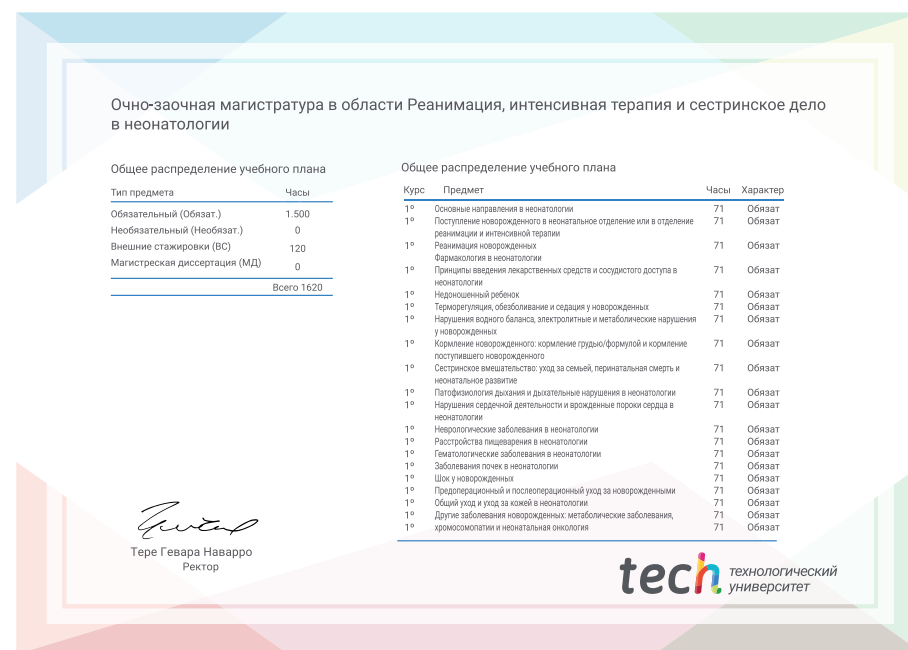 Очно-заочная магистратура в области Реанимация, интенсивная терапия и сестринское дело
в неонатологии
Общее распределение учебного плана
Тип предмета Часы
Обязательный (Обязат.) 1.500
Необязательный (Необязат.) 0
Внешние стажировки (ВС) 120
Магистреская диссертация (МД) 0
Всего 1620
Общее распределение учебного плана
Курс Предмет Часы Характер
1º Основные направления в неонатологии 71 Обязат
1º Поступление новорожденного в неонатальное отделение или в отделение 71 Обязат
реанимации и интенсивной терапии
1º Реанимация новорожденных 71 Обязат
Фармакология в неонатологии
1º Принципы введения лекарственных средств и сосудистого доступа в 71 Обязат
неонатологии
1º Недоношенный ребенок 71 Обязат
1º Терморегуляция, обезболивание и седация у новорожденных 71 Обязат
1º Нарушения водного баланса, электролитные и метаболические нарушения 71 Обязат
у новорожденных
1º Кормление новорожденного: кормление грудью/формулой и кормление 71 Обязат
поступившего новорожденного
1º Сестринское вмешательство: уход за семьей, перинатальная смерть и 71 Обязат
неонатальное развитие
1º Патофизиология дыхания и дыхательные нарушения в неонатологии 71 Обязат
1º Нарушения сердечной деятельности и врожденные пороки сердца в 71 Обязат
неонатологии
1º Неврологические заболевания в неонатологии 71 Обязат
1º Расстройства пищеварения в неонатологии 71 Обязат
1º Гематологические заболевания в неонатологии 71 Обязат
1º Заболевания почек в неонатологии 71 Обязат
1º Шок у новорожденных 71 Обязат
1º Предоперационный и послеоперационный уход за новорожденными 71 Обязат
1º Общий уход и уход за кожей в неонатологии 71 Обязат
1º Другие заболевания новорожденных: метаболические заболевания, 71 Обязат
1º хромосомопатии и неонатальная онкология 71 Обязат
Тере Гевара Наварро
Ректор
tech технологический
университет